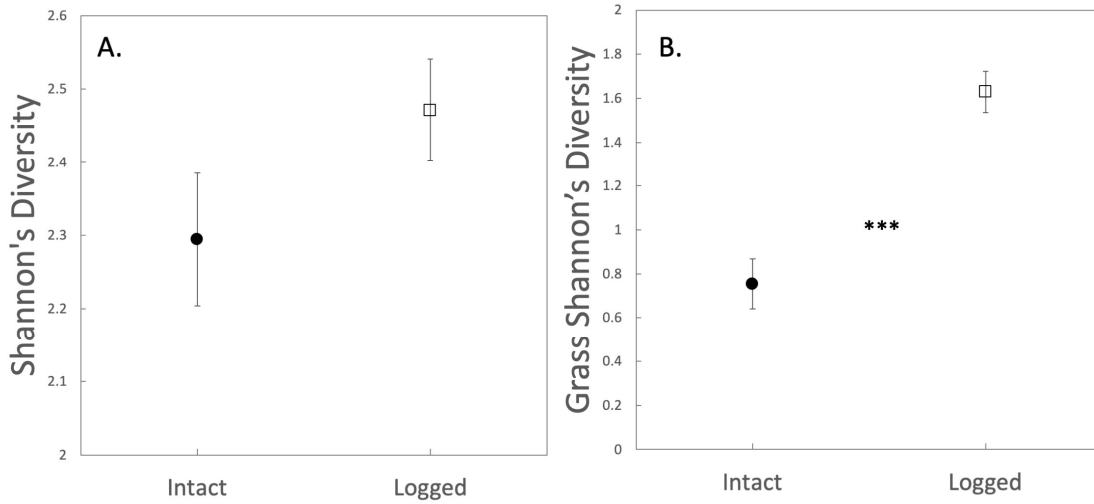 A.
Shannon's Diversity
2.6
2.5
2.4
2.3
2.2
2.1
2
Intact
Logged
B.
Grass Shannon’s Diversity
2
1.8
1.6
1.4
1.2
1
0.8
0.6
0.4
0.2
0
***
Intact
Logged